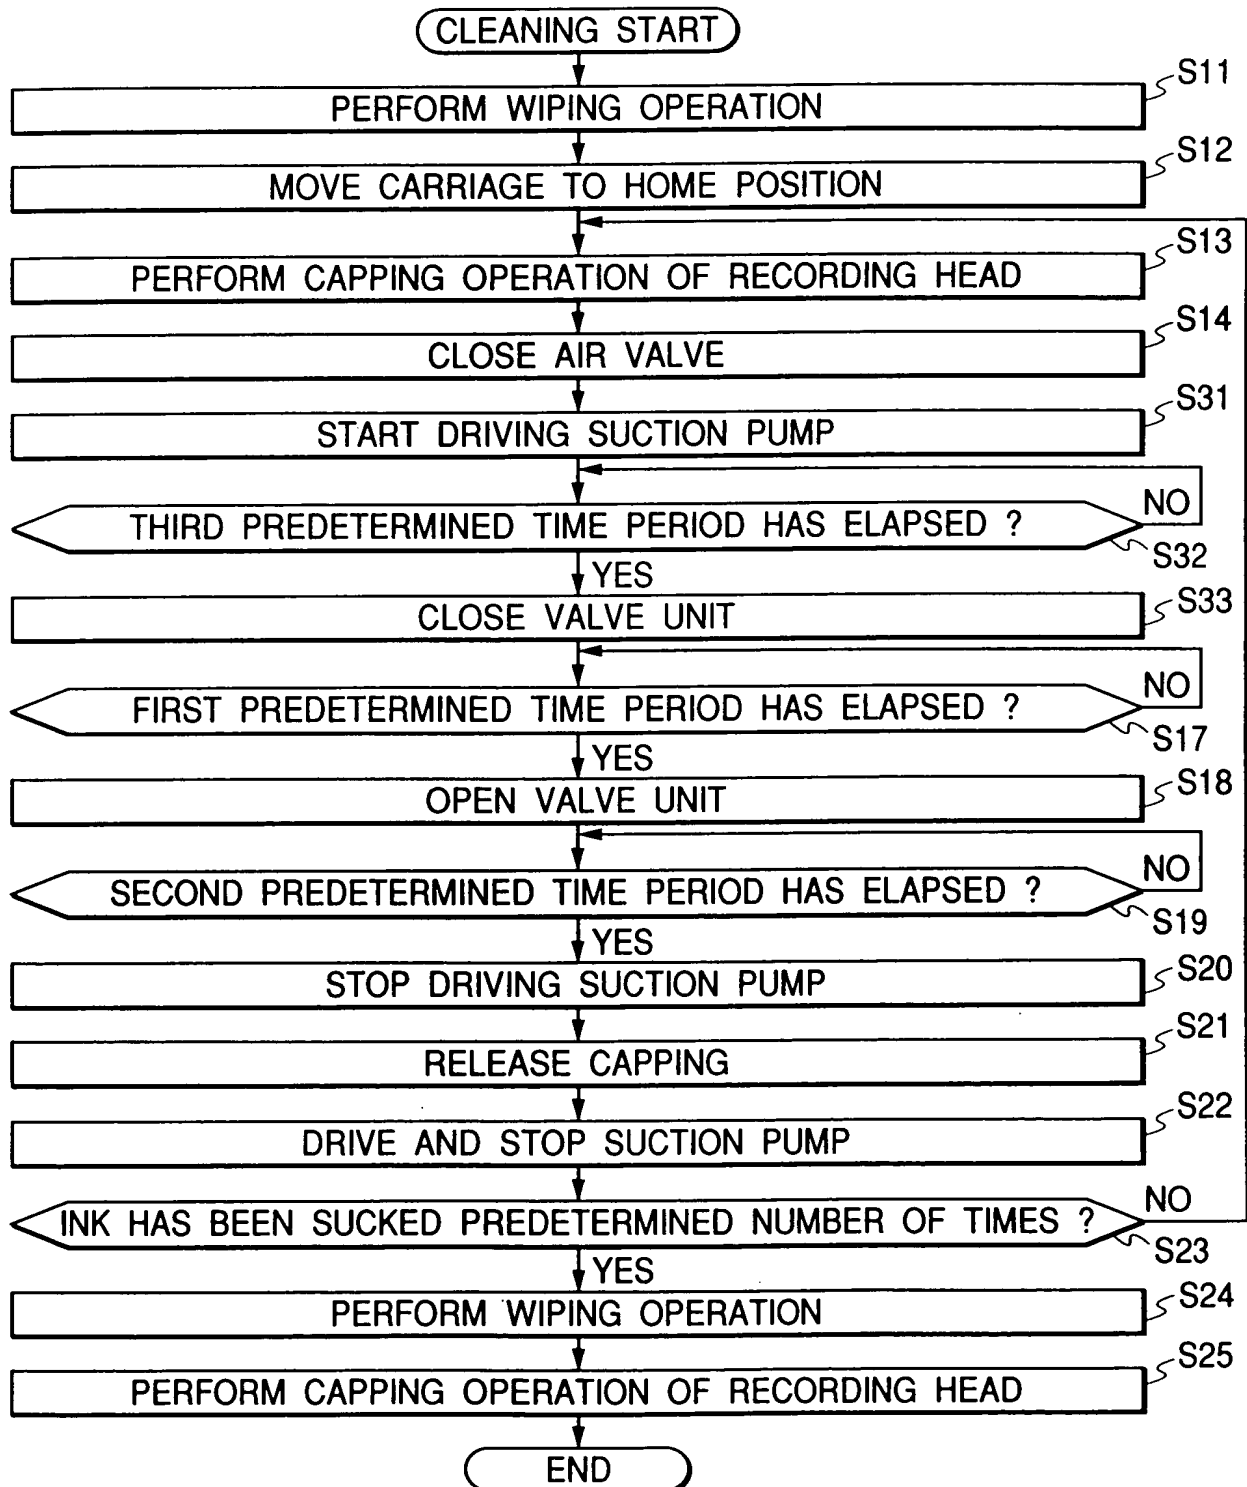 CLEANING START
S11
PERFORM WIPING OPERATION
S12
MOVE CARRIAGE TO HOME POSITION
S13
PERFORM CAPPING OPERATION OF RECORDING HEAD
S14
CLOSE AIR VALVE
S31
START DRIVING SUCTION PUMP
NO
THIRD PREDETERMINED TIME PERIOD HAS ELAPSED ?
S32
YES
S33
CLOSE VALVE UNIT
NO
FIRST PREDETERMINED TIME PERIOD HAS ELAPSED ?
S17
YES
S18
OPEN VALVE UNIT
NO
SECOND PREDETERMINED TIME PERIOD HAS ELAPSED ?
S19
YES
S20
STOP DRIVING SUCTION PUMP
S21
RELEASE CAPPING
S22
DRIVE AND STOP SUCTION PUMP
NO
INK HAS BEEN SUCKED PREDETERMINED NUMBER OF TIMES ?
S23
YES
S24
PERFORM WIPING OPERATION
S25
PERFORM CAPPING OPERATION OF RECORDING HEAD
END